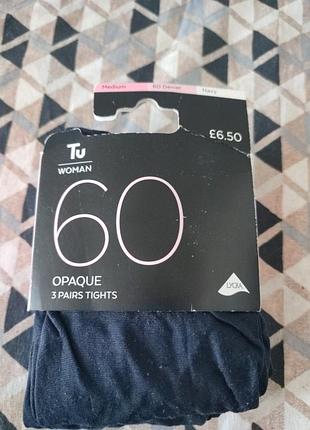 Medium 60 Denier Navy
£6.50
Tu
WOMAN
60
OPAQUE
3 PAIRS TIGHTS
LYCRA